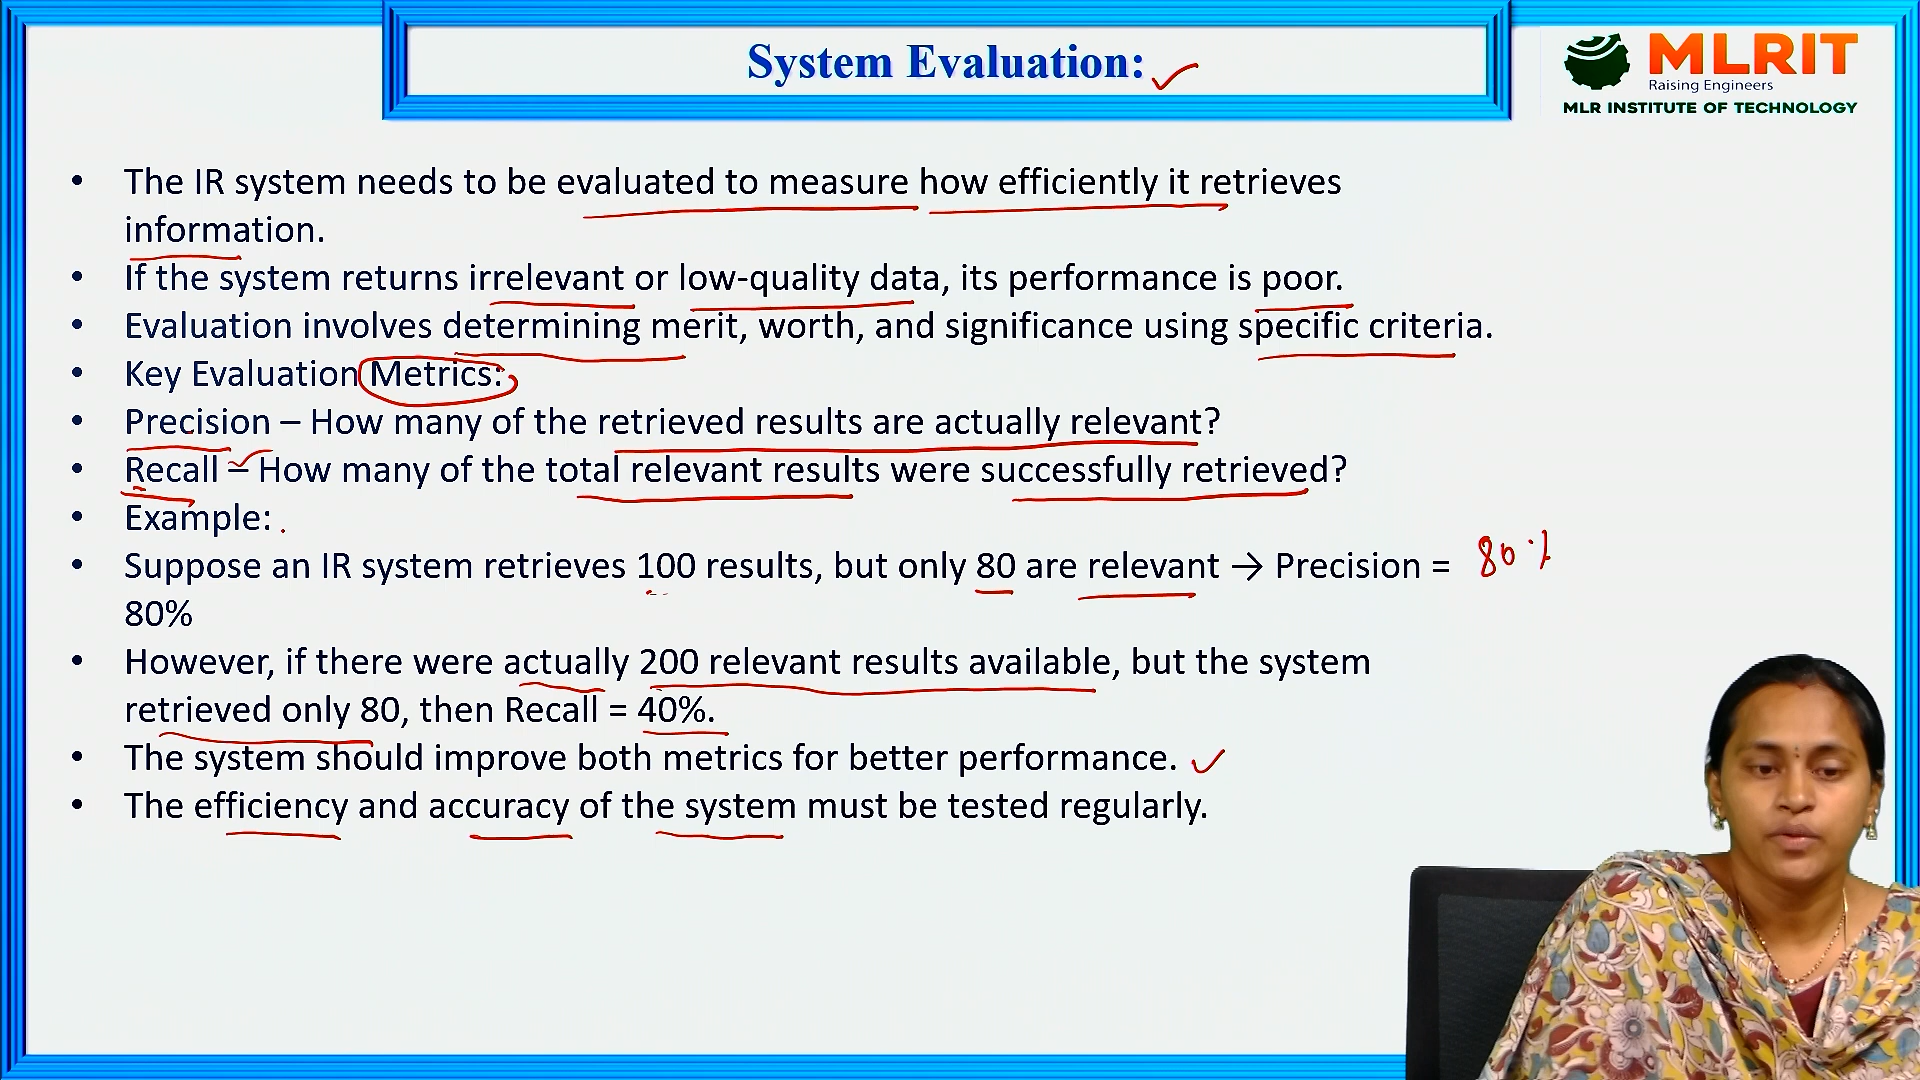 System Evaluation:
MLRIT
Raising Engineers
MLR INSTITUTE OF TECHNOLOGY
• The IR system needs to be evaluated to measure how efficiently it retrieves
information.
• If the system returns irrelevant or low-quality data, its performance is poor.
• Evaluation involves determining merit, worth, and significance using specific criteria.
• Key Evaluation Metrics:
• Precision – How many of the retrieved results are actually relevant?
• Recall – How many of the total relevant results were successfully retrieved?
• Example:
• Suppose an IR system retrieves 100 results, but only 80 are relevant → Precision = 80%
80%
• However, if there were actually 200 relevant results available, but the system
retrieved only 80, then Recall = 40%.
• The system should improve both metrics for better performance.
• The efficiency and accuracy of the system must be tested regularly.